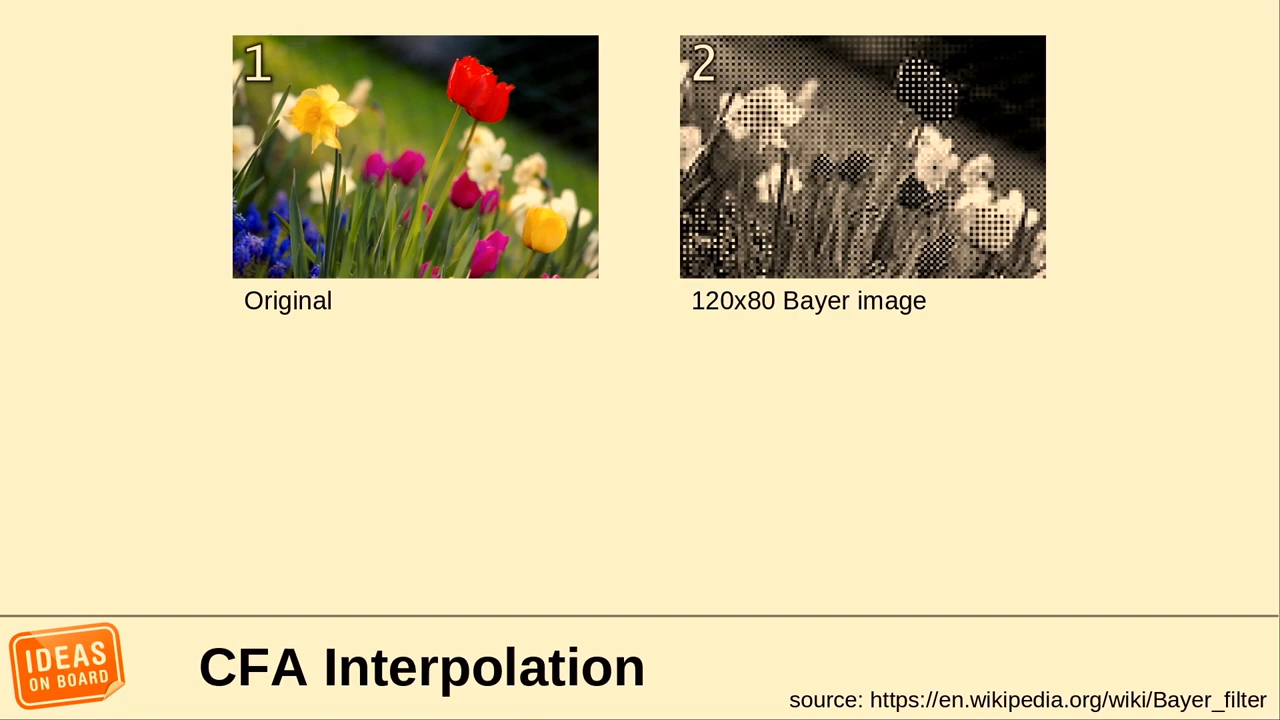 1
2
Original
120x80 Bayer image
IDEAS
ON BOARD
CFA Interpolation
source: https://en.wikipedia.org/wiki/Bayer_filter